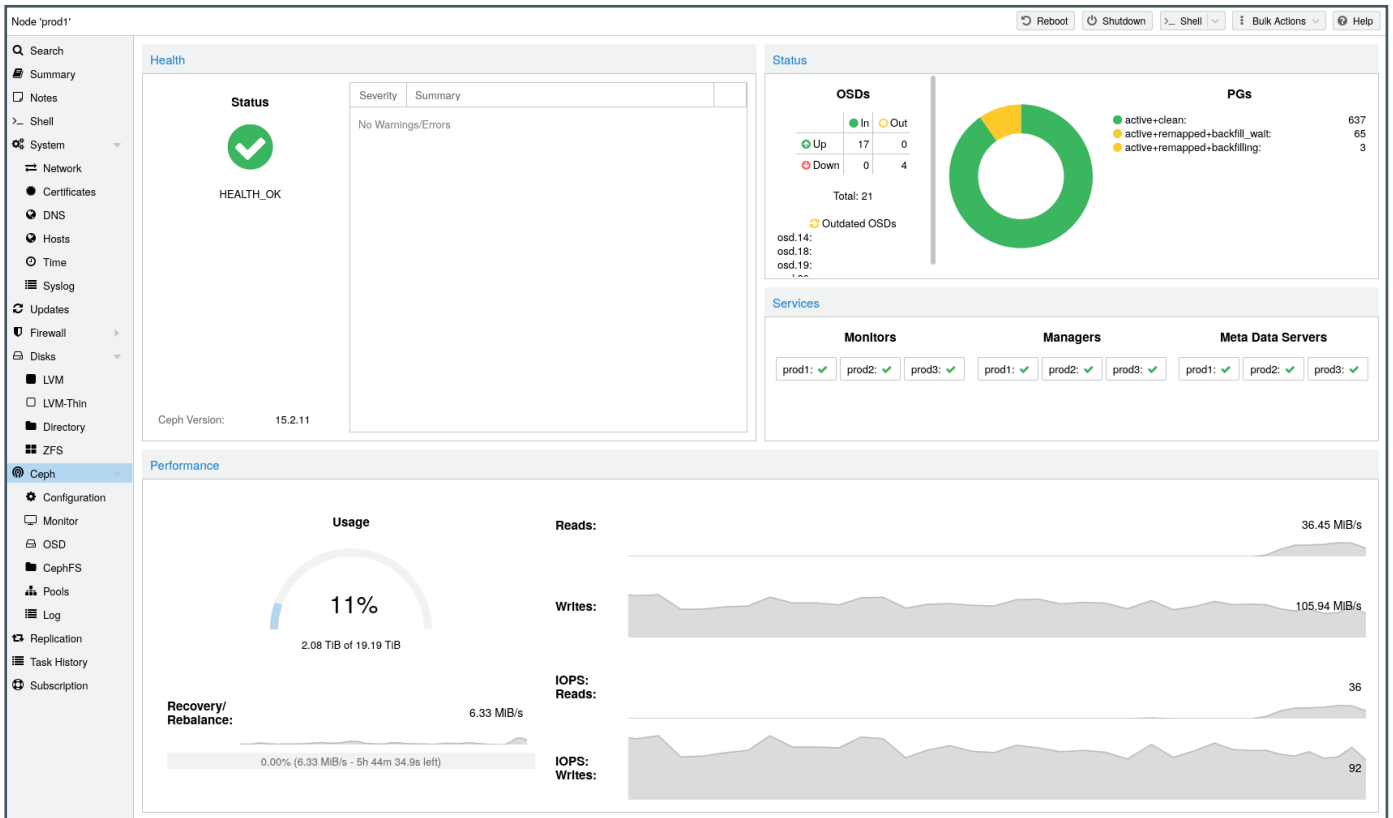 Node 'prod1'
Reboot
Shutdown
Shell
Bulk Actions
Help
Search
Summary
Notes
Shell
System
Network
Certificates
DNS
Hosts
Time
Syslog
Updates
Firewall
Disks
LVM
LVM-Thin
Directory
ZFS
Ceph
Configuration
Monitor
OSD
CephFS
Pools
Log
Replication
Task History
Subscription
Health
Status
HEALTH_OK
Ceph Version: 15.2.11
Severity Summary
No Warnings/Errors
Status
OSDs
In Out
Up 17 0
Down 0 4
Total: 21
Outdated OSDs
osd.14:
osd.18:
osd.19:
PGs
active+clean: 637
active+remapped+backfill_wait: 65
active+remapped+backfilling: 3
Services
Monitors
prod1: prod2: prod3:
Managers
prod1: prod2: prod3:
Meta Data Servers
prod1: prod2: prod3:
Performance
Usage
11%
2.08 TiB of 19.19 TiB
Recovery/
Rebalance: 6.33 MiB/s
0.00% (6.33 MiB/s - 5h 44m 34.9s left)
Reads: 36.45 MiB/s
Writes: 105.94 MiB/s
IOPS:
Reads: 36
IOPS:
Writes: 92